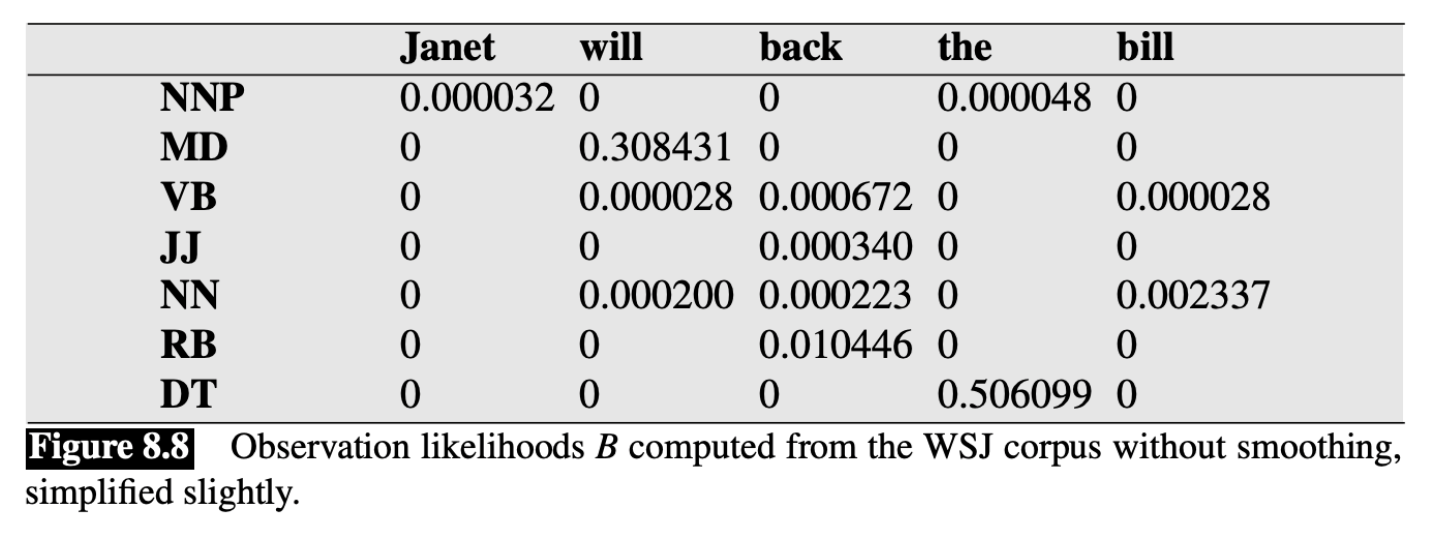 Janet will back the bill
NNP 0.000032 0 0 0.000048 0
MD 0 0.308431 0 0 0
VB 0 0.000028 0.000672 0 0.000028
JJ 0 0 0.000340 0 0
NN 0 0.000200 0.000223 0 0.002337
RB 0 0 0.010446 0 0
DT 0 0 0 0.506099 0
Figure 8.8 Observation likelihoods B computed from the WSJ corpus without smoothing,
simplified slightly.